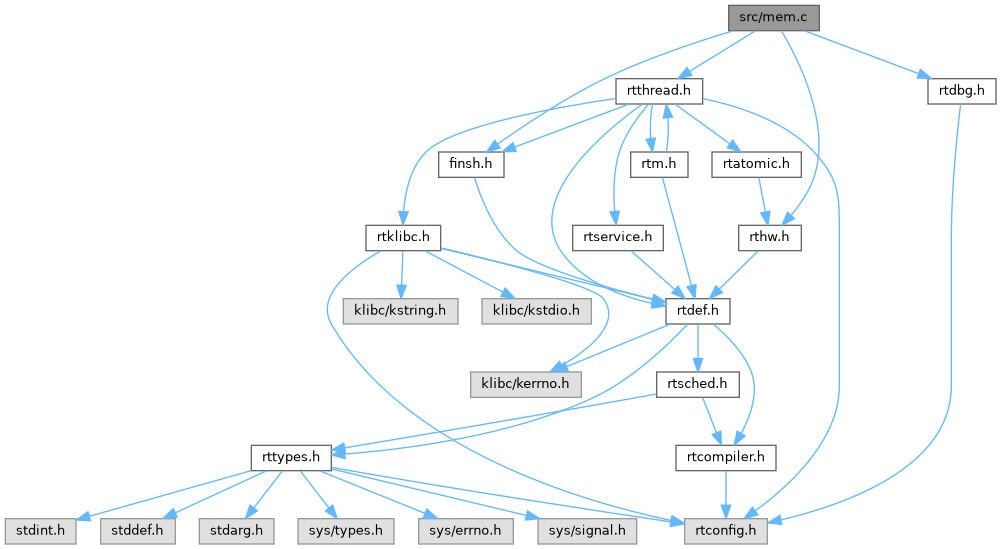 src/mem.c
rtthread.h
rtdbg.h
finsh.h
rtm.h
rtatomic.h
rtklibc.h
rtservice.h
rthw.h
klibc/kstring.h
klibc/kstdio.h
rtdef.h
klibc/kerrno.h
rtsched.h
rttypes.h
rtcompiler.h
stdint.h
stddef.h
stdarg.h
sys/types.h
sys/errno.h
sys/signal.h
rtconfig.h